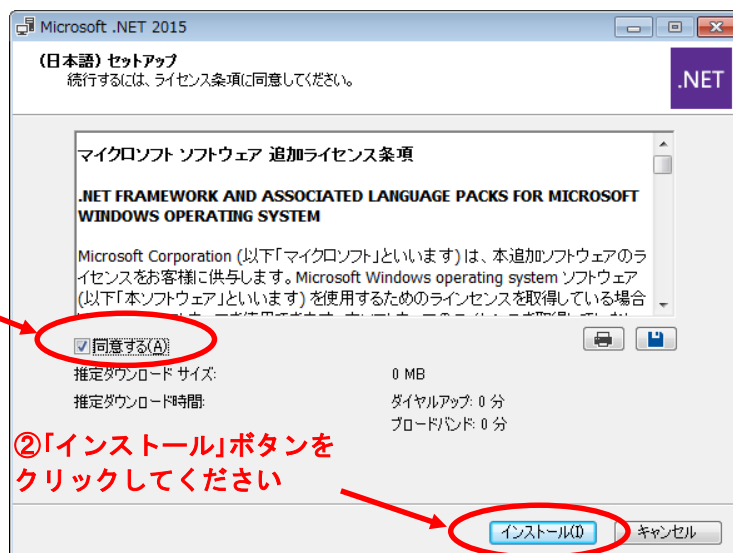 Microsoft .NET 2015
(日本語) セットアップ
続行するには、ライセンス条項に同意してください。
.NET
マイクロソフト ソフトウェア 追加ライセンス条項
.NET FRAMEWORK AND ASSOCIATED LANGUAGE PACKS FOR MICROSOFT
WINDOWS OPERATING SYSTEM
Microsoft Corporation (以下「マイクロソフト」といいます) は、本追加ソフトウェアのラ
イセンスをお客様に供与します。Microsoft Windows operating system ソフトウェア
(以下「本ソフトウェア」といいます) を使用するためのラインセンスを取得している場合
同意する(A)
推定ダウンロード サイズ:
0 MB
推定ダウンロード時間:
ダイヤルアップ: 0 分
ブロードバンド: 0 分
②「インストール」ボタンを
クリックしてください
インストール(I)
キャンセル